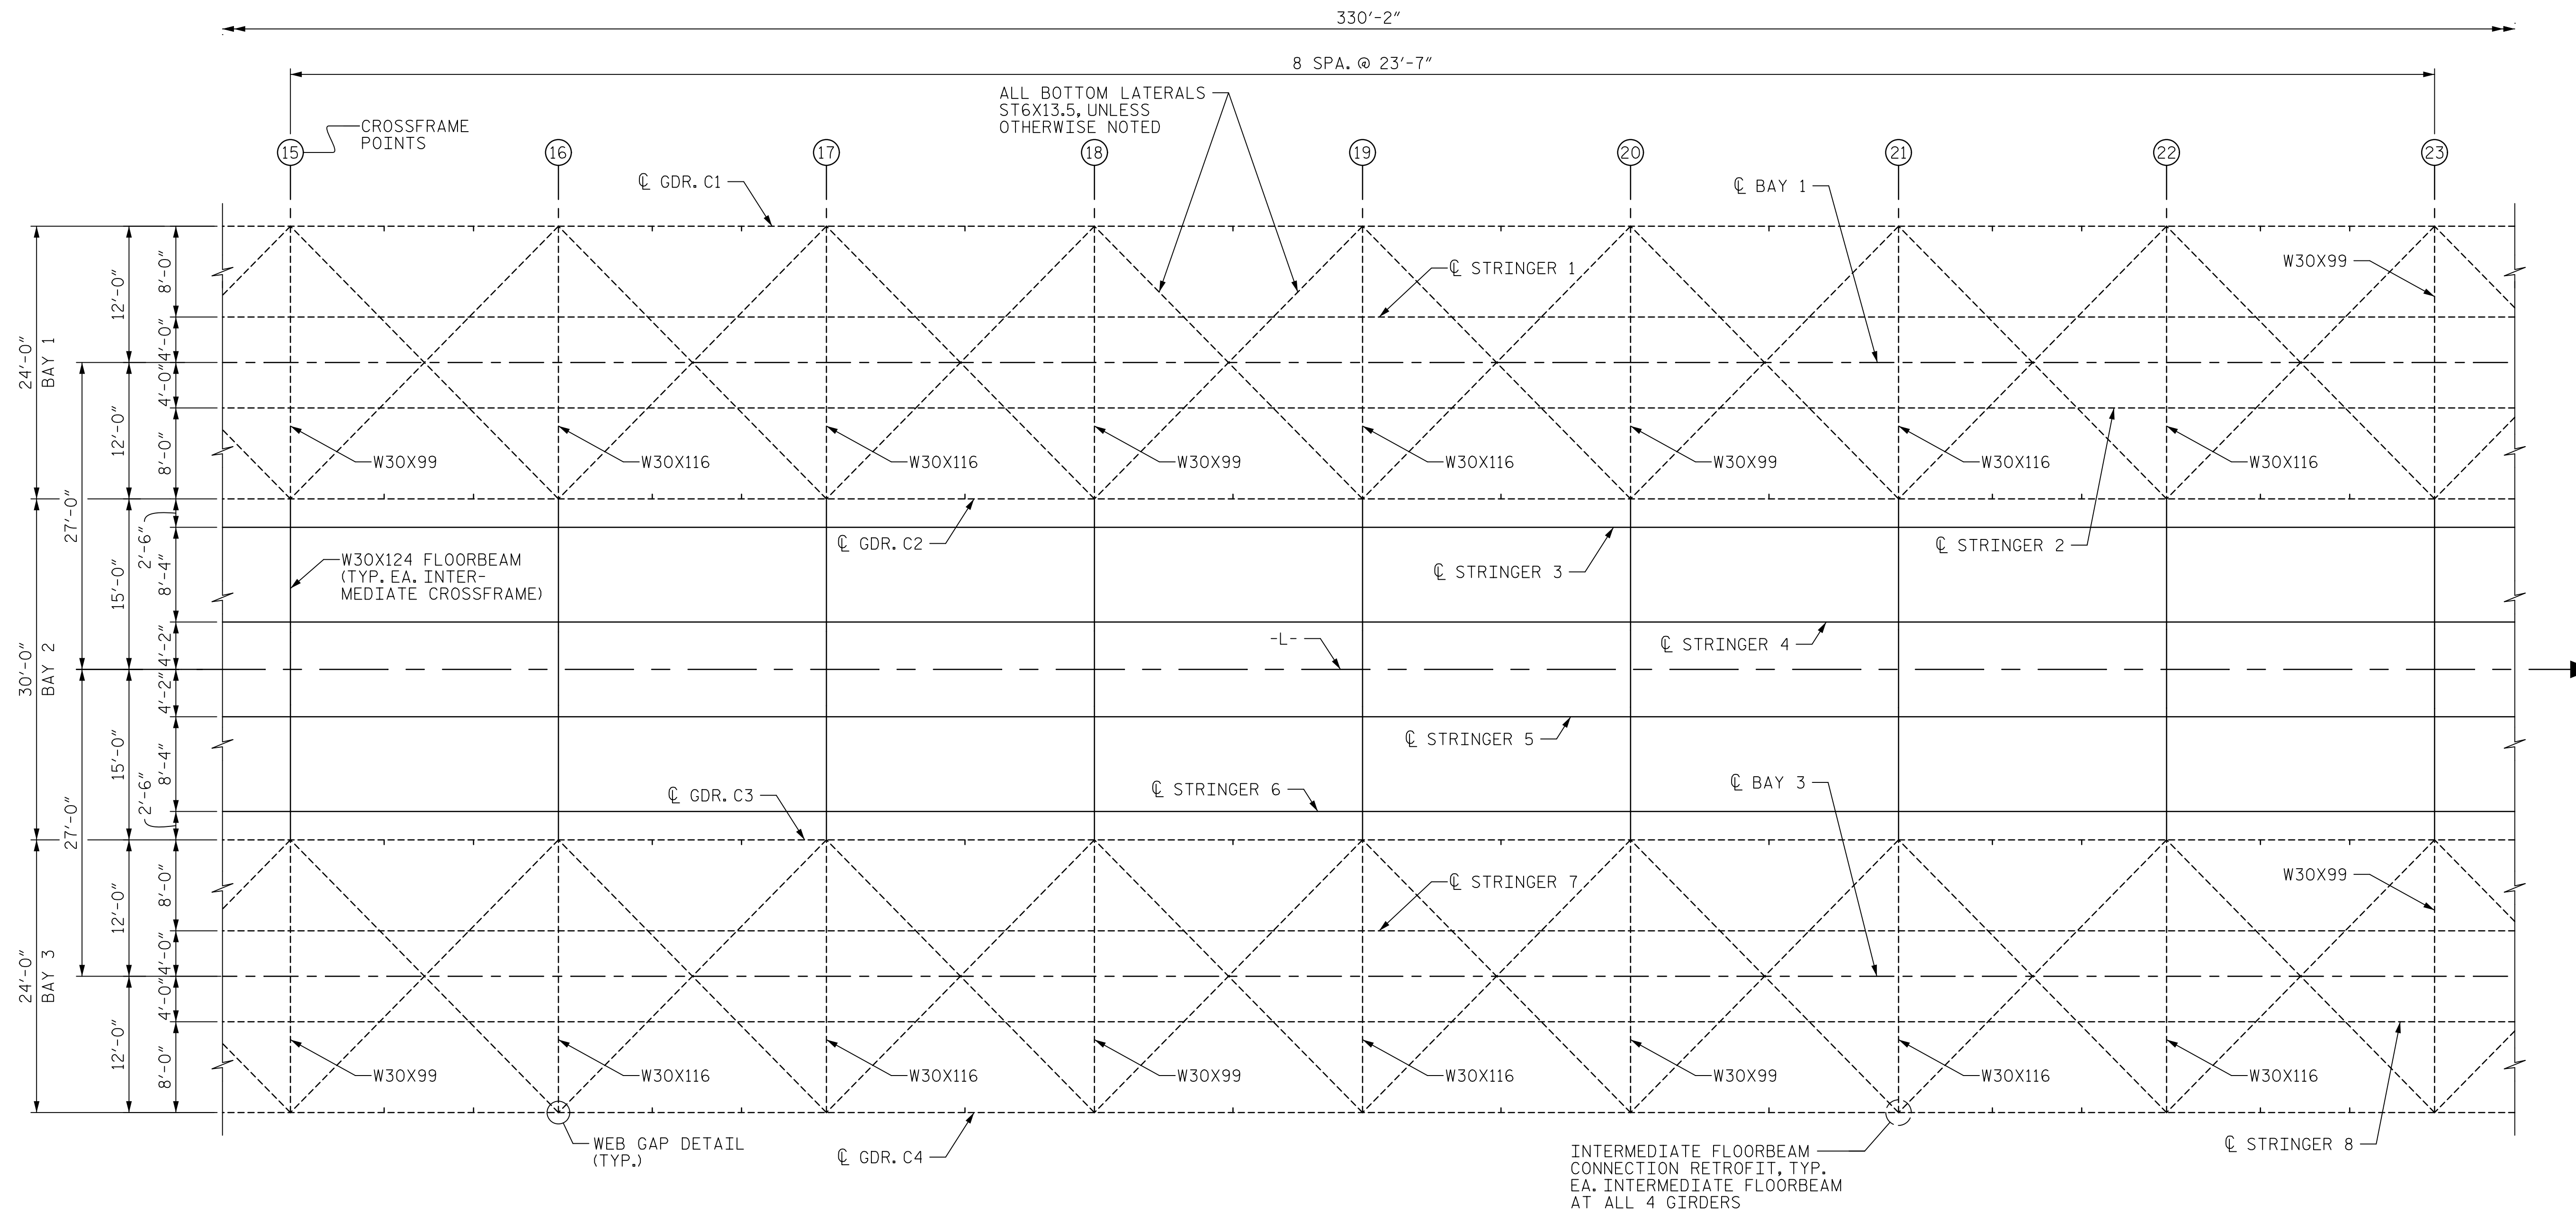 330'-2"
8 SPA. @ 23'-7"
ALL BOTTOM LATERALS
ST6X13.5, UNLESS
OTHERWISE NOTED
CROSSFRAME
POINTS
15
16
17
18
19
20
21
22
23
℄ GDR. C1
℄ BAY 1
℄ STRINGER 1
W30X99
24'-0"
BAY 1
12'-0"
12'-0"
8'-0"
4'-0"
4'-0"
8'-0"
W30X99
W30X116
W30X116
W30X99
W30X116
W30X99
W30X116
W30X116
27'-0"
2'-6"
℄ GDR. C2
℄ STRINGER 3
℄ STRINGER 2
W30X124 FLOORBEAM
(TYP. EA. INTER-
MEDIATE CROSSFRAME)
30'-0"
BAY 2
15'-0"
15'-0"
8'-4"
4'-2"
4'-2"
8'-4"
-L-
℄ STRINGER 4
℄ STRINGER 5
2'-6"
27'-0"
℄ GDR. C3
℄ STRINGER 6
℄ BAY 3
℄ STRINGER 7
W30X99
24'-0"
BAY 3
12'-0"
12'-0"
8'-0"
4'-0"
4'-0"
8'-0"
W30X99
W30X116
W30X116
W30X99
W30X116
W30X99
W30X116
W30X116
WEB GAP DETAIL
(TYP.)
℄ GDR. C4
INTERMEDIATE FLOORBEAM
CONNECTION RETROFIT, TYP.
EA. INTERMEDIATE FLOORBEAM
AT ALL 4 GIRDERS
℄ STRINGER 8